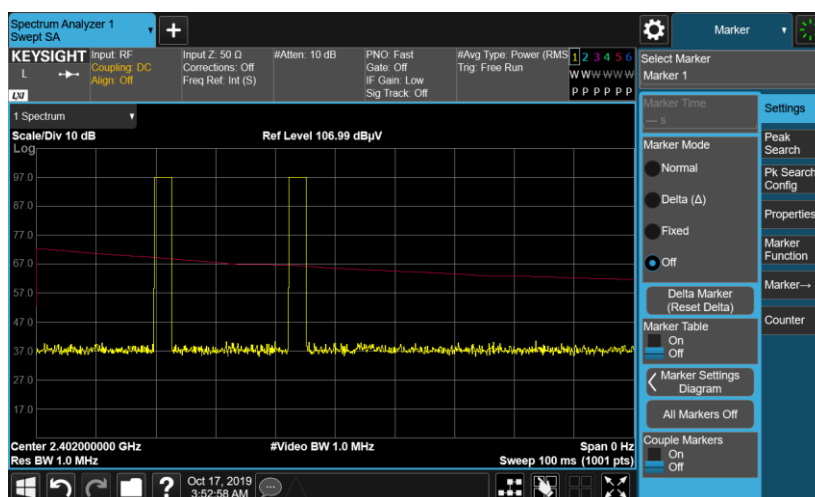 Spectrum Analyzer 1
Swept SA
Marker
KEYSIGHT
L
LXI
Input: RF
Coupling: DC
Align: Off
Input Z: 50 Ω
Corrections: Off
Freq Ref: Int (S)
#Atten: 10 dB
PNO: Fast
Gate: Off
IF Gain: Low
Sig Track: Off
#Avg Type: Power (RMS
Trig: Free Run
1 2 3 4 5 6
W W W W W W
P P P P P P
Select Marker
Marker 1
1 Spectrum
Scale/Div 10 dB
Ref Level 106.99 dBµV
Log
97.0
87.0
77.0
67.0
57.0
47.0
37.0
27.0
17.0
Center 2.402000000 GHz
Res BW 1.0 MHz
#Video BW 1.0 MHz
Span 0 Hz
Sweep 100 ms (1001 pts)
Marker Time
--- s
Marker Mode
Normal
Delta (Δ)
Fixed
Off
Delta Marker
(Reset Delta)
Marker Table
On
Off
Marker Settings
Diagram
All Markers Off
Couple Markers
On
Off
Settings
Peak
Search
Pk Search
Config
Properties
Marker
Function
Marker→
Counter
?
Oct 17, 2019
3:52:58 AM